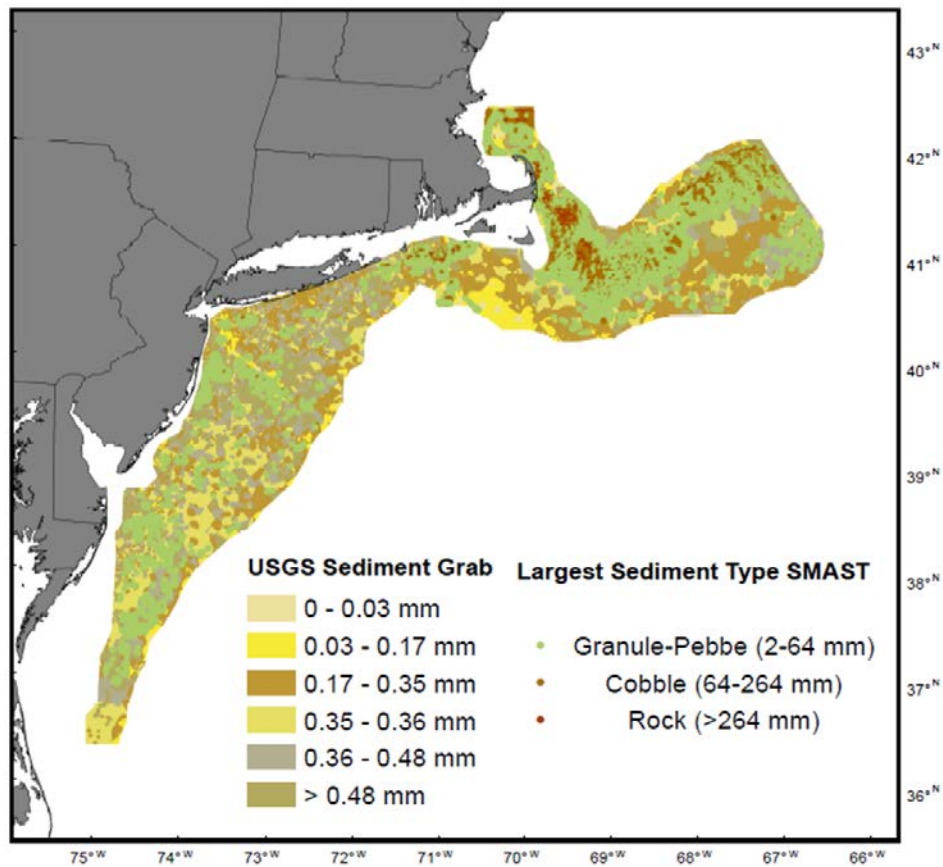 43°N
42°N
41°N
40°N
39°N
38°N
37°N
36°N
USGS Sediment Grab
0 - 0.03 mm
0.03 - 0.17 mm
0.17 - 0.35 mm
0.35 - 0.36 mm
0.36 - 0.48 mm
> 0.48 mm
Largest Sediment Type SMAST
Granule-Pebbe (2-64 mm)
Cobble (64-264 mm)
Rock (>264 mm)
75°W 74°W 73°W 72°W 71°W 70°W 69°W 68°W 67°W 66°W